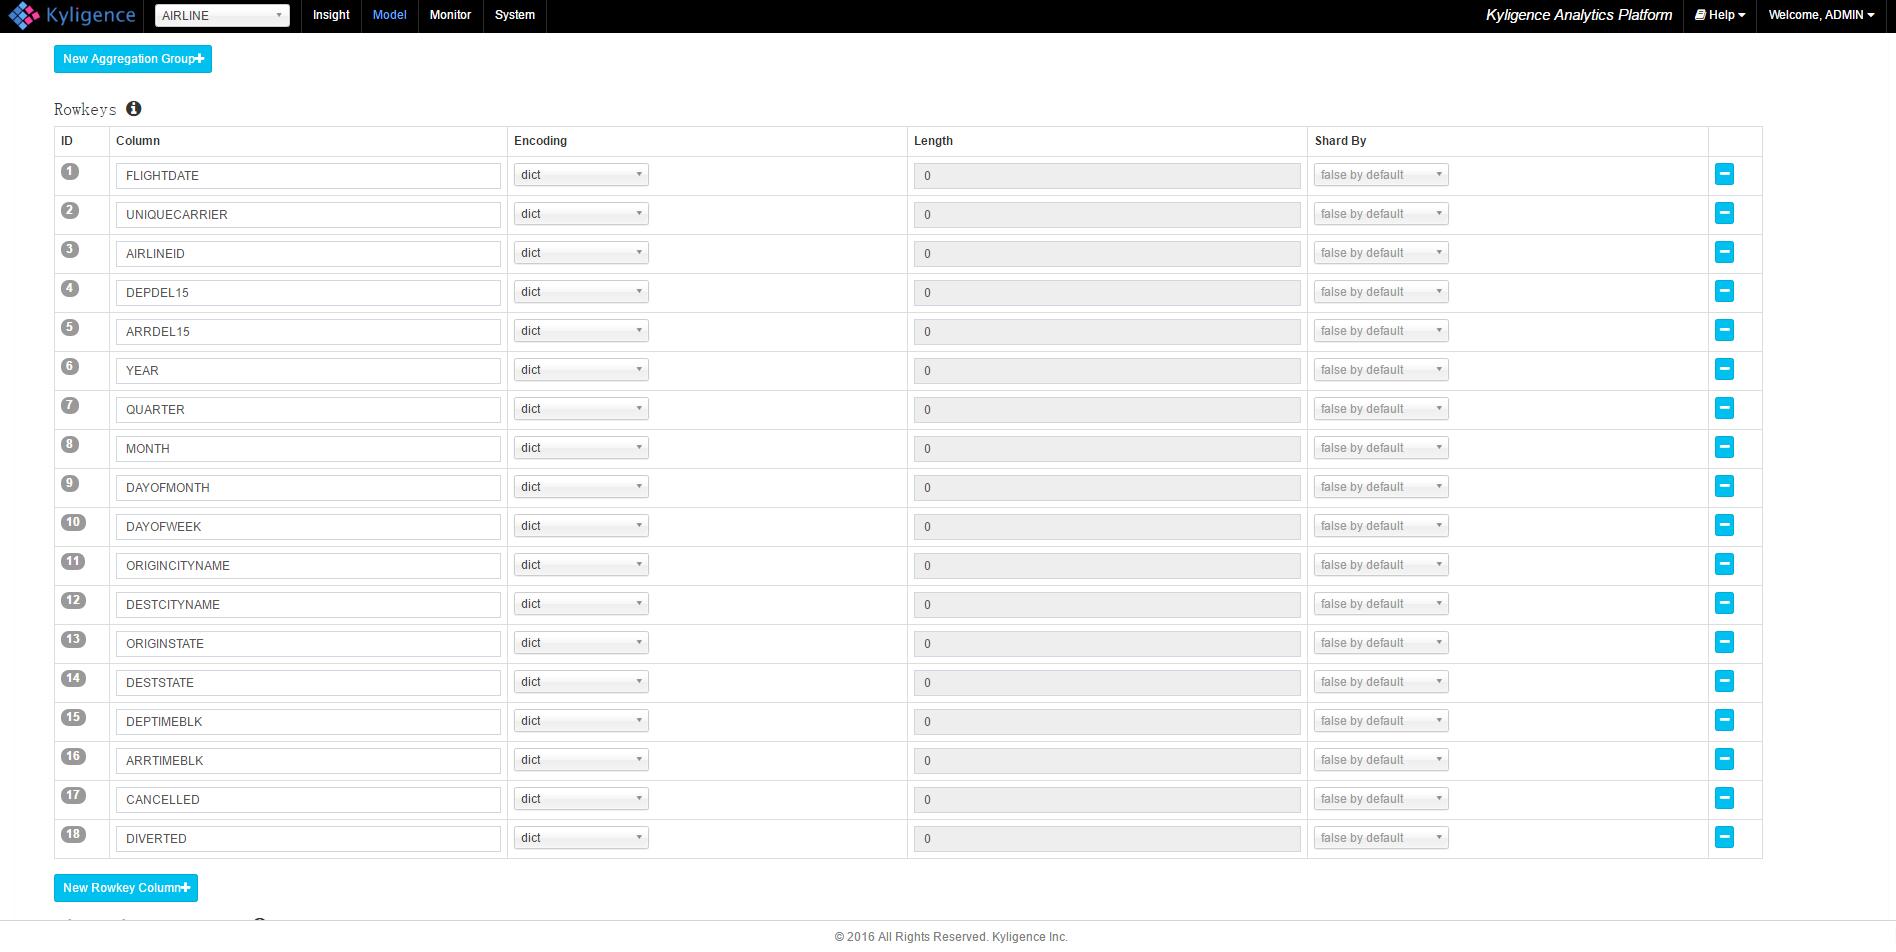 Kyligence AIRLINE Insight Model Monitor System Kyligence Analytics Platform Help Welcome, ADMIN
New Aggregation Group
Rowkeys
ID Column Encoding Length Shard By
1 FLIGHTDATE dict 0 false by default
2 UNIQUECARRIER dict 0 false by default
3 AIRLINEID dict 0 false by default
4 DEPDEL15 dict 0 false by default
5 ARRDEL15 dict 0 false by default
6 YEAR dict 0 false by default
7 QUARTER dict 0 false by default
8 MONTH dict 0 false by default
9 DAYOFMONTH dict 0 false by default
10 DAYOFWEEK dict 0 false by default
11 ORIGINCITYNAME dict 0 false by default
12 DESTCITYNAME dict 0 false by default
13 ORIGINSTATE dict 0 false by default
14 DESTSTATE dict 0 false by default
15 DEPTIMEBLK dict 0 false by default
16 ARRTIMEBLK dict 0 false by default
17 CANCELLED dict 0 false by default
18 DIVERTED dict 0 false by default
New Rowkey Column
© 2016 All Rights Reserved. Kyligence Inc.